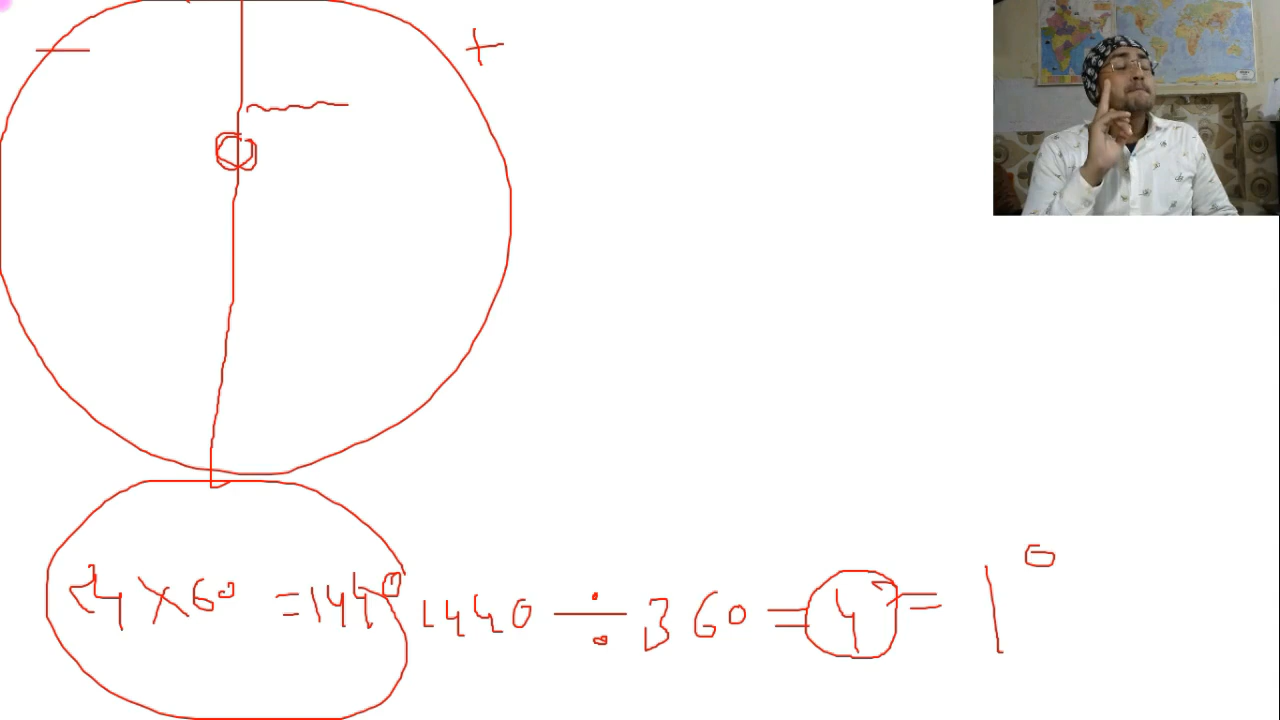 − +
24 × 60 = 1440 1440 ÷ 360 = 4 = 1°